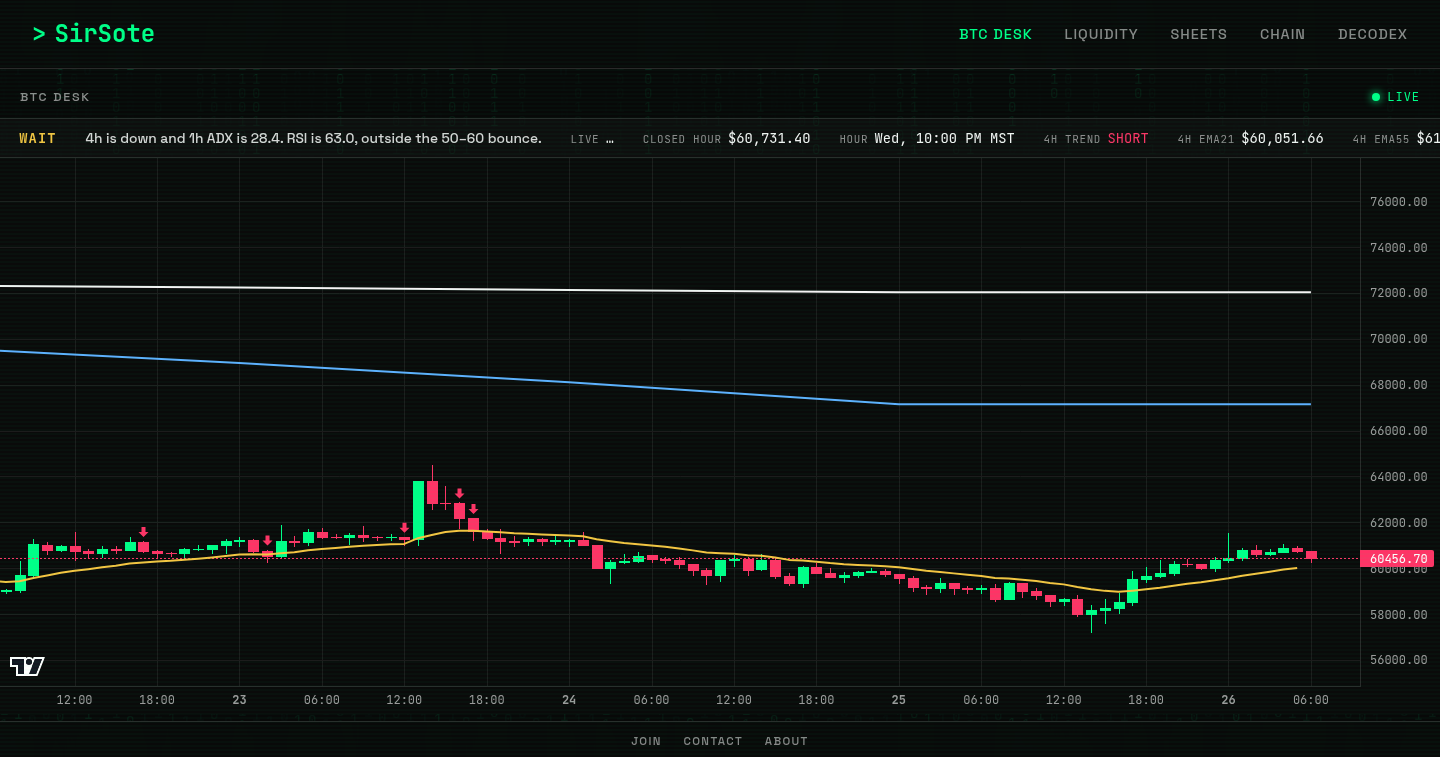 > SirSote
BTC DESK LIQUIDITY SHEETS CHAIN DECODEX
BTC DESK
LIVE
WAIT 4h is down and 1h ADX is 28.4. RSI is 63.0, outside the 50–60 bounce. LIVE … CLOSED HOUR $60,731.40 HOUR Wed, 10:00 PM MST 4H TREND SHORT 4H EMA21 $60,051.66 4H EMA55 $61
76000.00
74000.00
72000.00
70000.00
68000.00
66000.00
64000.00
62000.00
60456.70
60000.00
58000.00
56000.00
12:00 18:00 23 06:00 12:00 18:00 24 06:00 12:00 18:00 25 06:00 12:00 18:00 26 06:00
JOIN CONTACT ABOUT